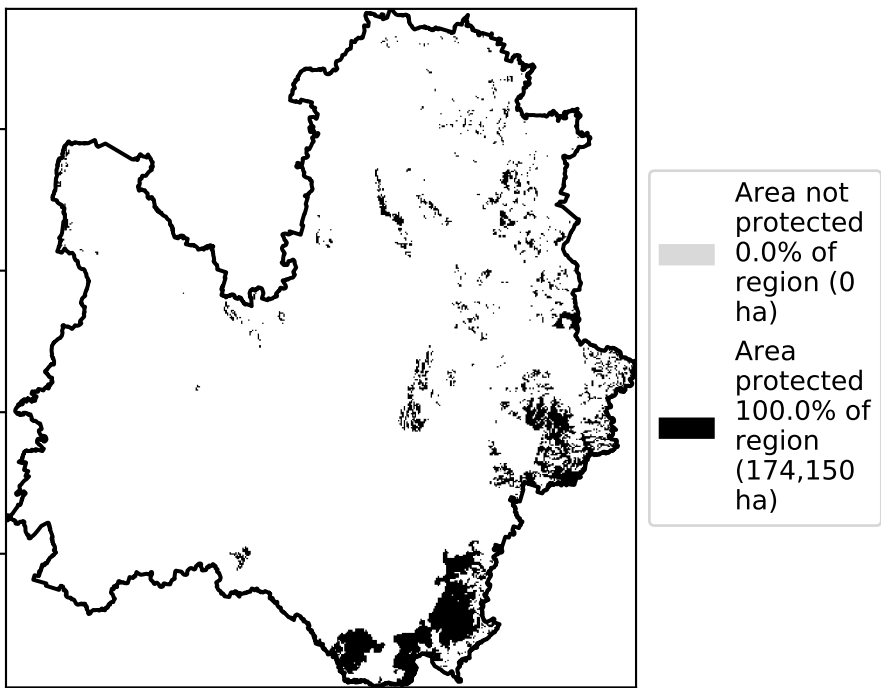 Area not
protected
0.0% of
region (0
ha)
Area
protected
100.0% of
region
(174,150
ha)